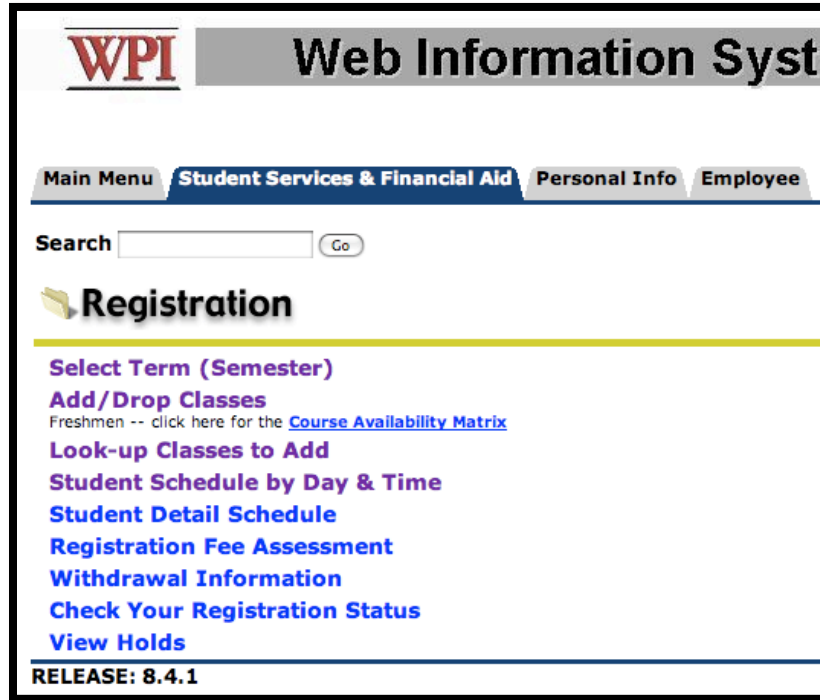 WPI Web Information Syst
Main Menu Student Services & Financial Aid Personal Info Employee
Search Go
Registration
Select Term (Semester)
Add/Drop Classes
Freshmen -- click here for the Course Availability Matrix
Look-up Classes to Add
Student Schedule by Day & Time
Student Detail Schedule
Registration Fee Assessment
Withdrawal Information
Check Your Registration Status
View Holds
RELEASE: 8.4.1